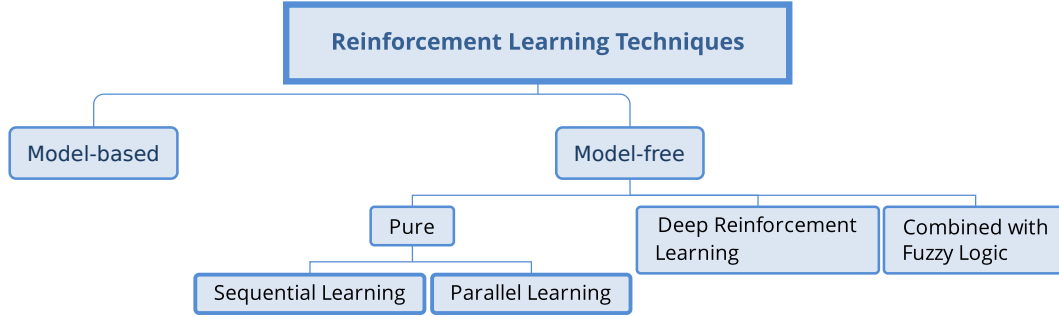 Reinforcement Learning Techniques
Model-based
Model-free
Pure
Deep Reinforcement
Learning
Combined with
Fuzzy Logic
Sequential Learning
Parallel Learning